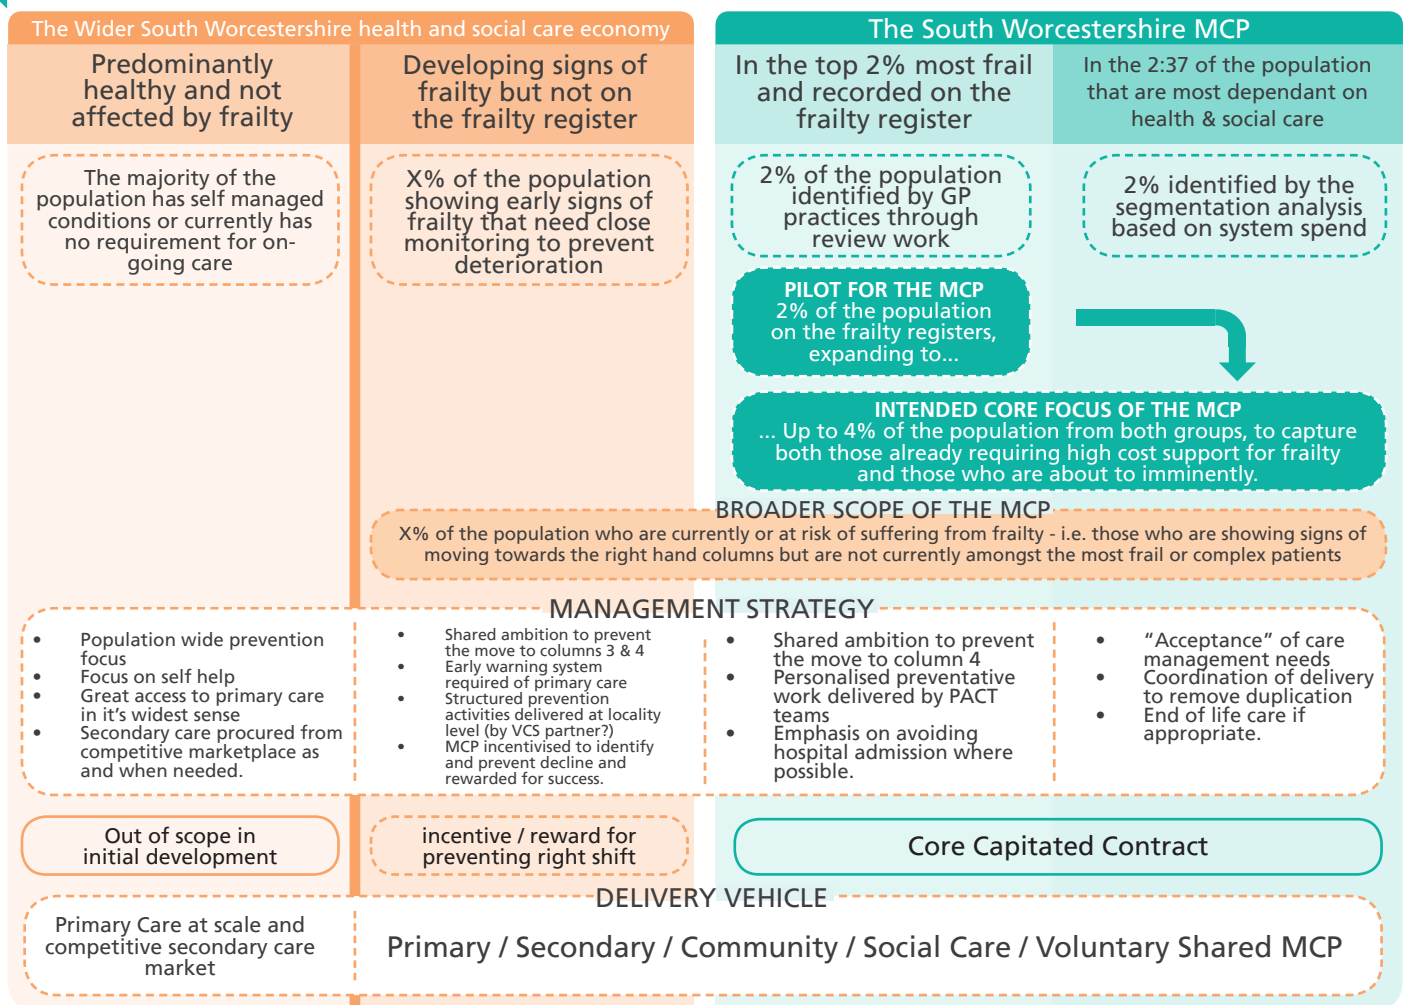 The Wider South Worcestershire health and social care economy
The South Worcestershire MCP
Predominantly
healthy and not
affected by frailty
Developing signs of
frailty but not on
the frailty register
In the top 2% most frail
and recorded on the
frailty register
In the 2:37 of the population
that are most dependant on
health & social care
The majority of the
population has self managed
conditions or currently has
no requirement for on-
going care
X% of the population
showing early signs of
frailty that need close
monitoring to prevent
deterioration
2% of the population
identified by GP
practices through
review work
2% identified by the
segmentation analysis
based on system spend
PILOT FOR THE MCP
2% of the population
on the frailty registers,
expanding to...
INTENDED CORE FOCUS OF THE MCP
... Up to 4% of the population from both groups, to capture
both those already requiring high cost support for frailty
and those who are about to imminently.
BROADER SCOPE OF THE MCP
X% of the population who are currently or at risk of suffering from frailty - i.e. those who are showing signs of
moving towards the right hand columns but are not currently amongst the most frail or complex patients
MANAGEMENT STRATEGY
• Population wide prevention
focus
• Focus on self help
• Great access to primary care
in it's widest sense
• Secondary care procured from
competitive marketplace as
and when needed.
• Shared ambition to prevent
the move to columns 3 & 4
• Early warning system
required of primary care
• Structured prevention
activities delivered at locality
level (by VCS partner?)
• MCP incentivised to identify
and prevent decline and
rewarded for success.
• Shared ambition to prevent
the move to column 4
• Personalised preventative
work delivered by PACT
teams
• Emphasis on avoiding
hospital admission where
possible.
• “Acceptance” of care
management needs
• Coordination of delivery
to remove duplication
• End of life care if
appropriate.
Out of scope in
initial development
incentive / reward for
preventing right shift
Core Capitated Contract
DELIVERY VEHICLE
Primary Care at scale and
competitive secondary care
market
Primary / Secondary / Community / Social Care / Voluntary Shared MCP